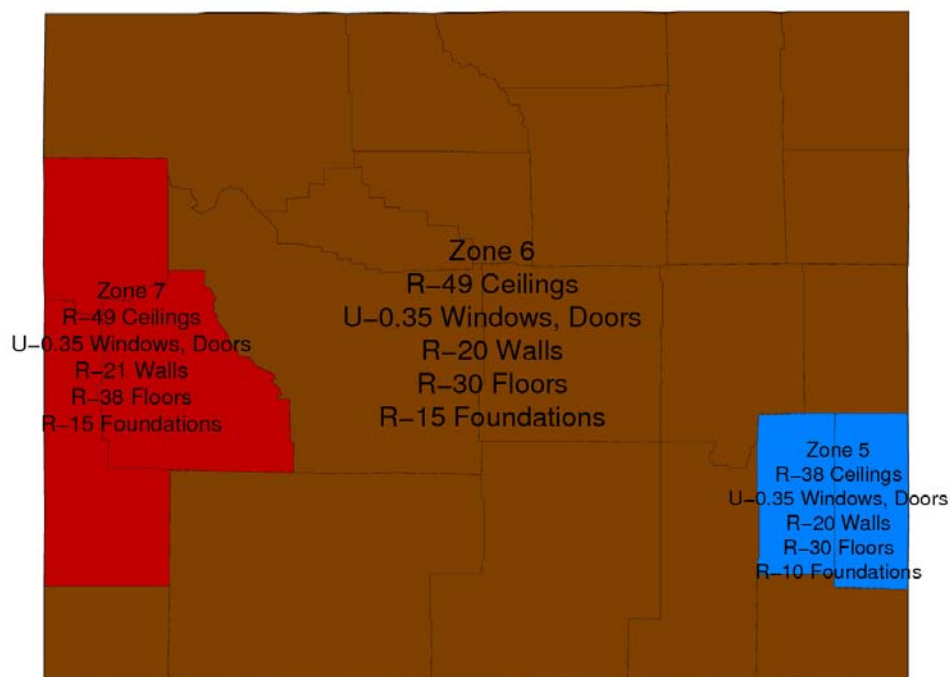 Zone 6
R-49 Ceilings
U-0.35 Windows, Doors
R-20 Walls
R-30 Floors
R-15 Foundations
Zone 7
R-49 Ceilings
U-0.35 Windows, Doors
R-21 Walls
R-38 Floors
R-15 Foundations
Zone 5
R-38 Ceilings
U-0.35 Windows, Doors
R-20 Walls
R-30 Floors
R-10 Foundations